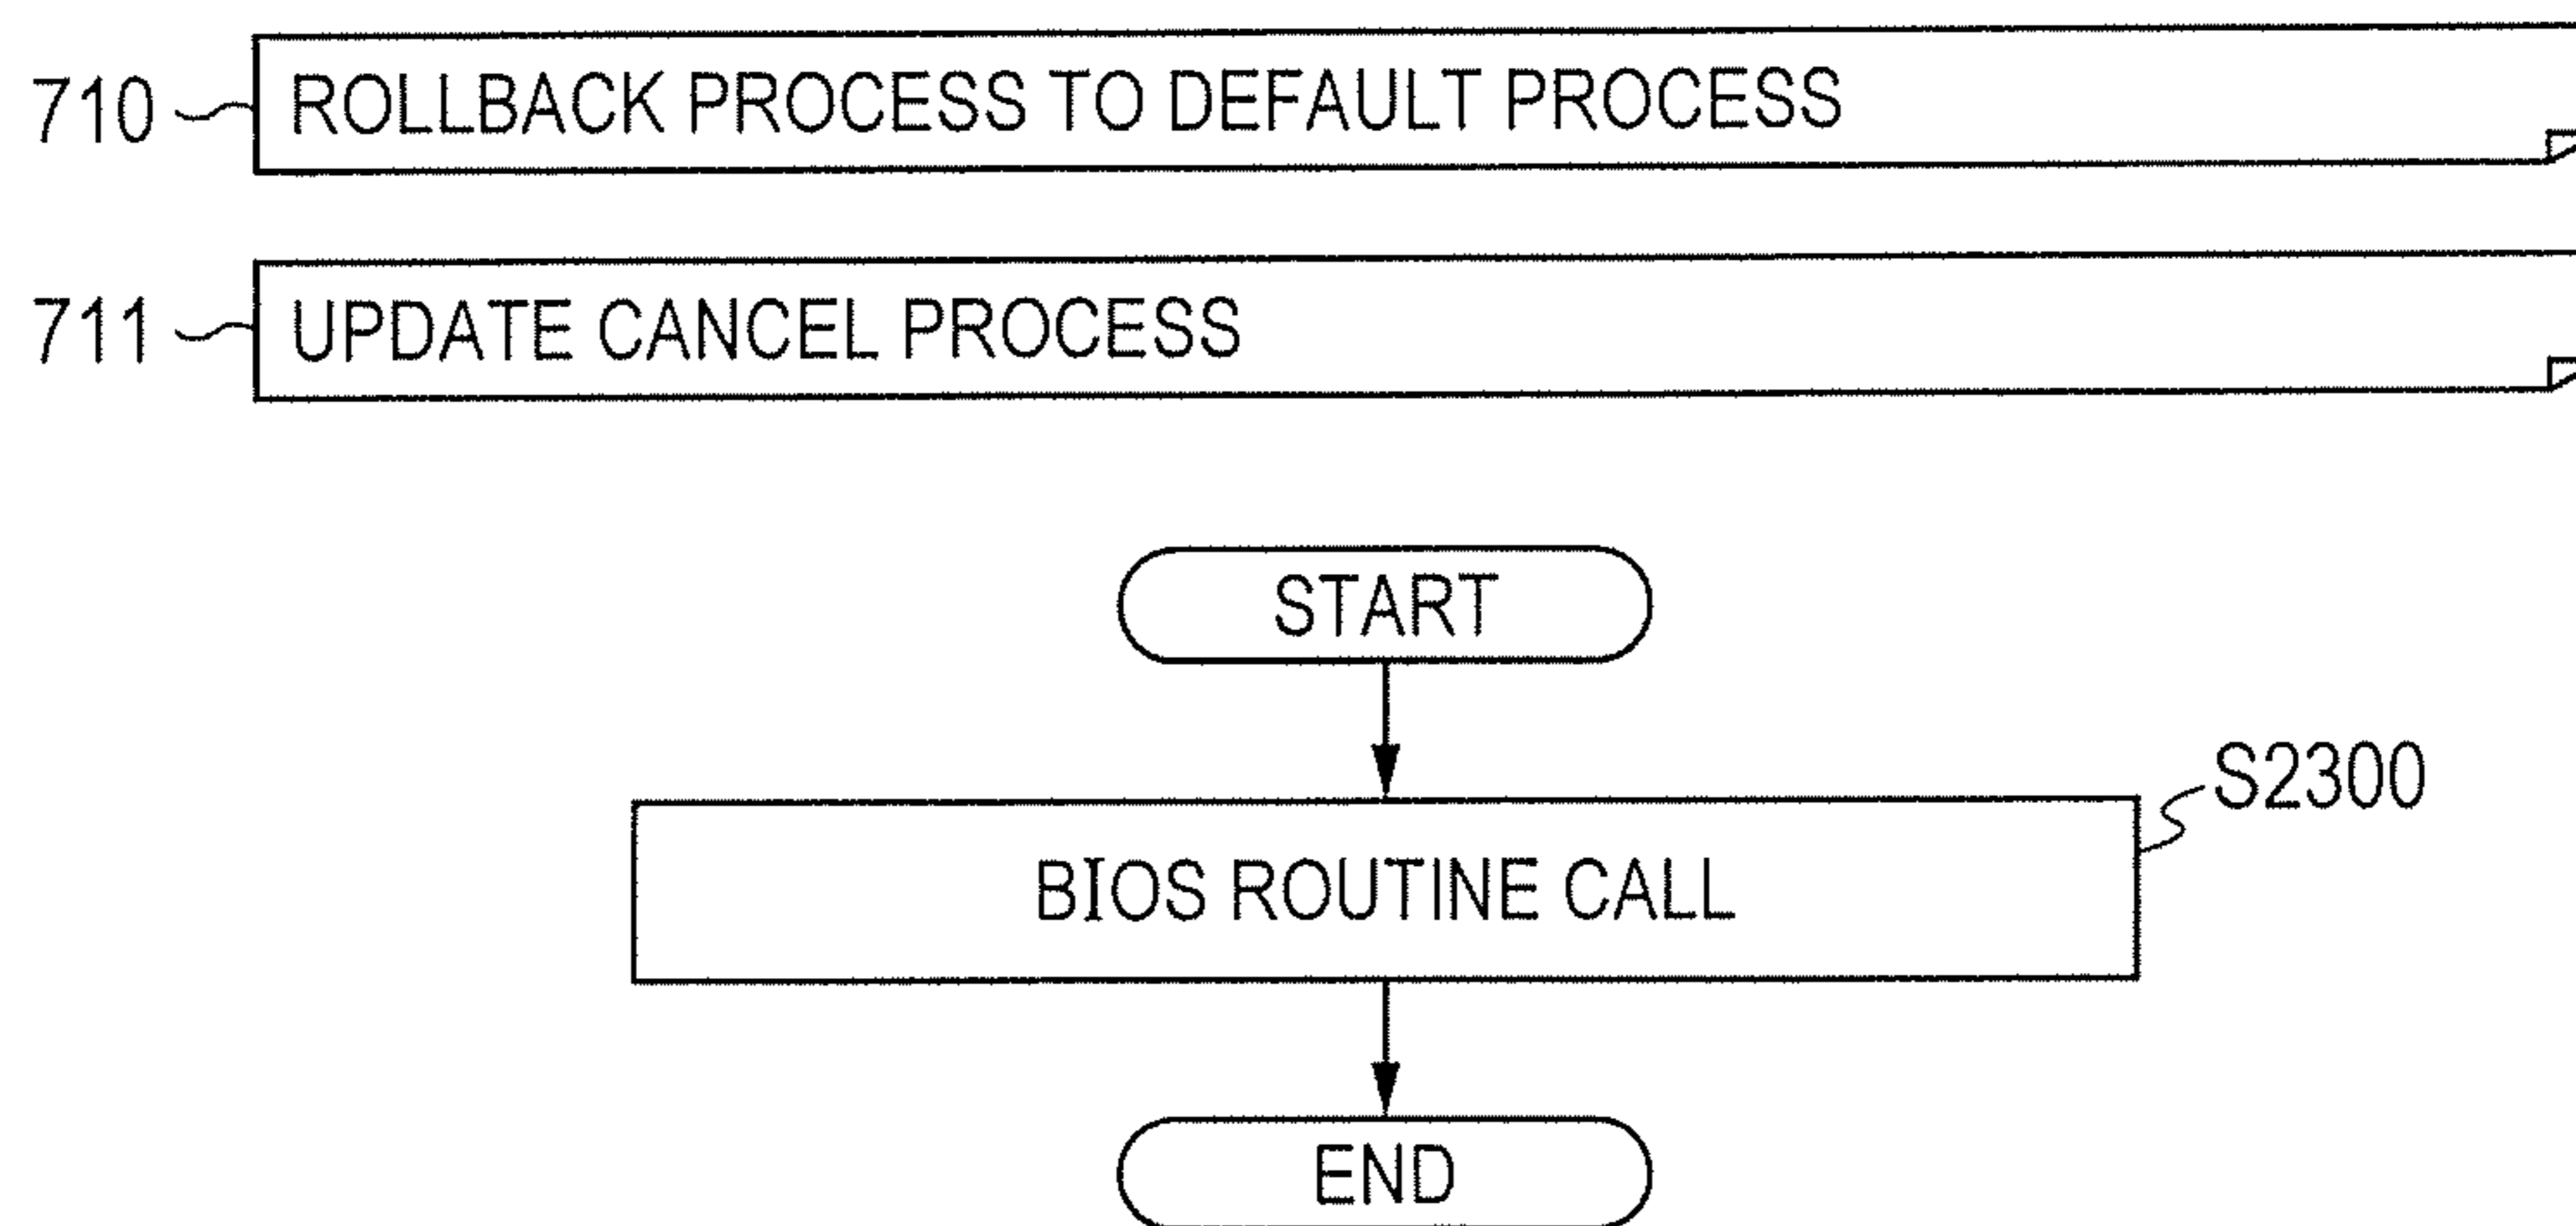 710 ROLLBACK PROCESS TO DEFAULT PROCESS
711 UPDATE CANCEL PROCESS
START
S2300
BIOS ROUTINE CALL
END